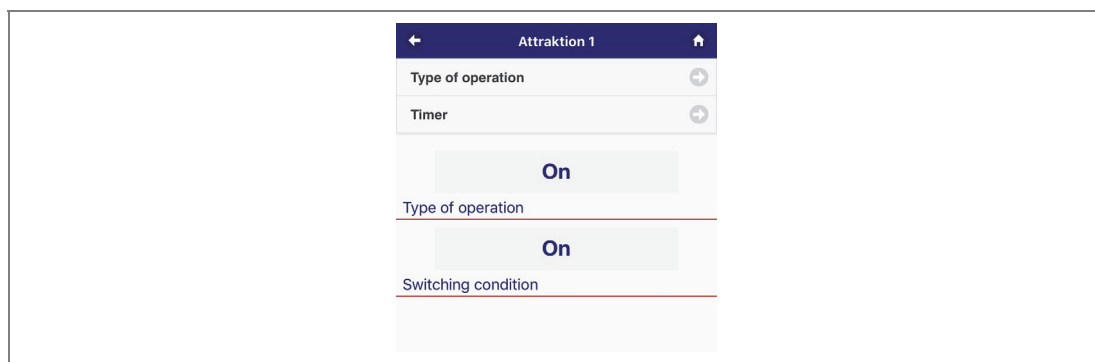 Attraktion 1
Type of operation
Timer
On
Type of operation
On
Switching condition